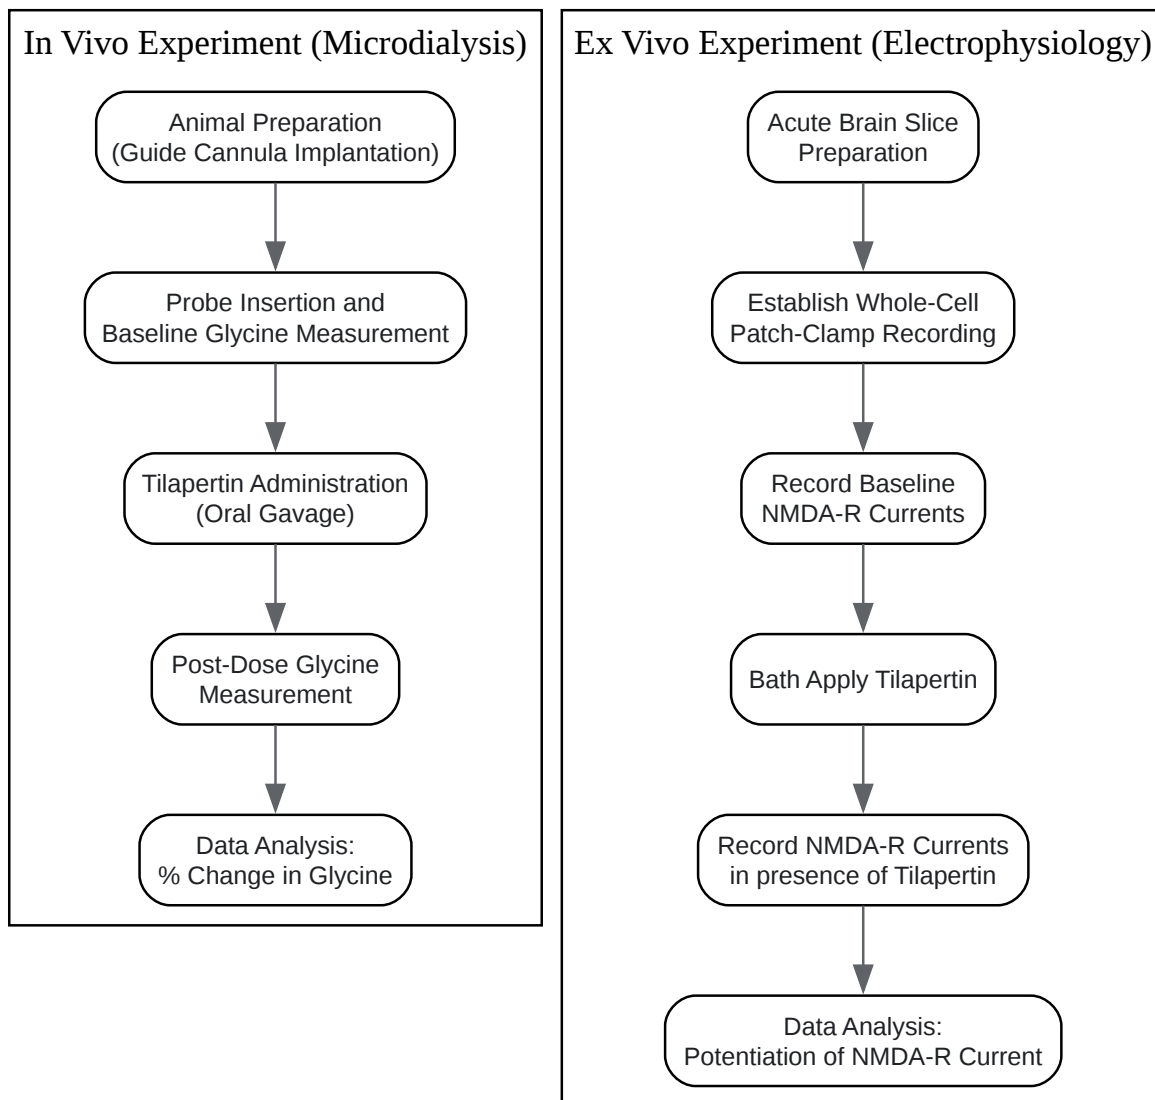 In Vivo Experiment (Microdialysis)
Animal Preparation
(Guide Cannula Implantation)
Probe Insertion and
Baseline Glycine Measurement
Tilapertin Administration
(Oral Gavage)
Post-Dose Glycine
Measurement
Data Analysis:
% Change in Glycine
Ex Vivo Experiment (Electrophysiology)
Acute Brain Slice
Preparation
Establish Whole-Cell
Patch-Clamp Recording
Record Baseline
NMDA-R Currents
Bath Apply Tilapertin
Record NMDA-R Currents
in presence of Tilapertin
Data Analysis:
Potentiation of NMDA-R Current